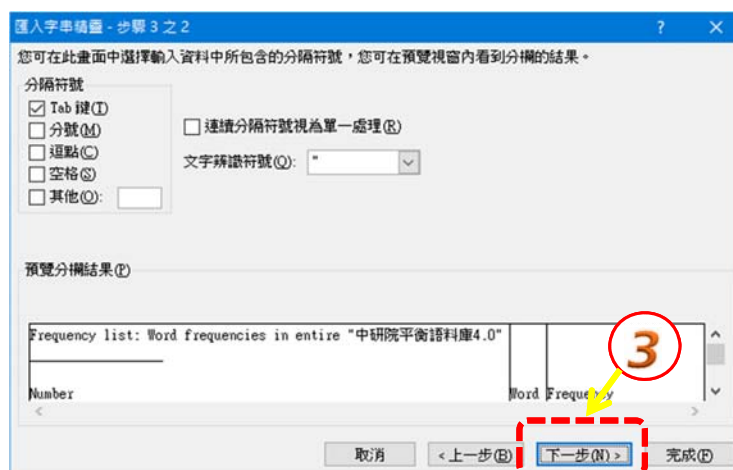 匯入字串精靈 - 步驟 3 之 2
您可在此畫面中選擇輸入資料中所包含的分隔符號,您可在預覽視窗內看到分欄的結果。
分隔符號
Tab 鍵(T)
分號(M)
逗點(C)
空格(S)
其他(O):
連續分隔符號視為單一處理(R)
文字辨識符號(Q): "
預覽分欄結果(P)
Frequency list: Word frequencies in entire "中研院平衡語料庫4.0"
Number Word Frequency
3
取消 <上一步(B) 下一步(N)> 完成(F)